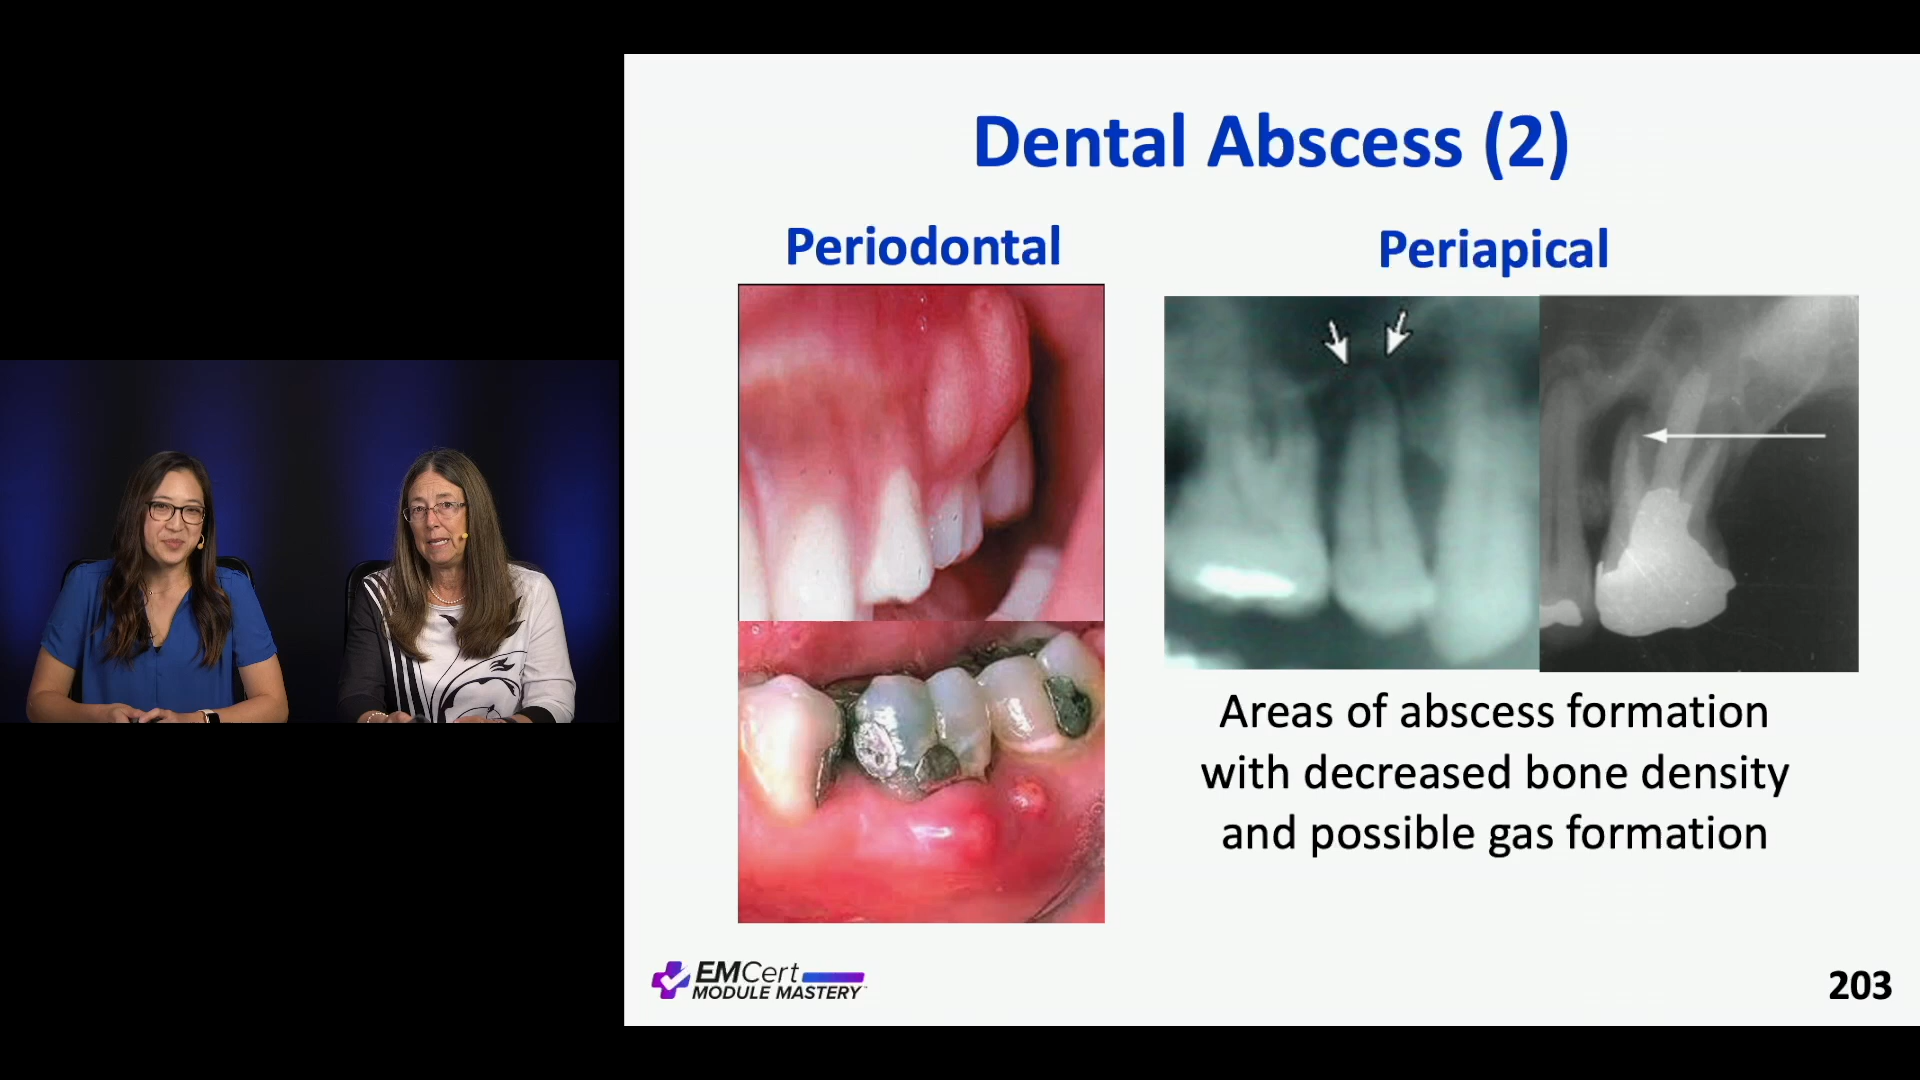 Dental Abscess (2)
Periodontal
Periapical
Areas of abscess formation
with decreased bone density
and possible gas formation
EMCert
MODULE MASTERY™
203